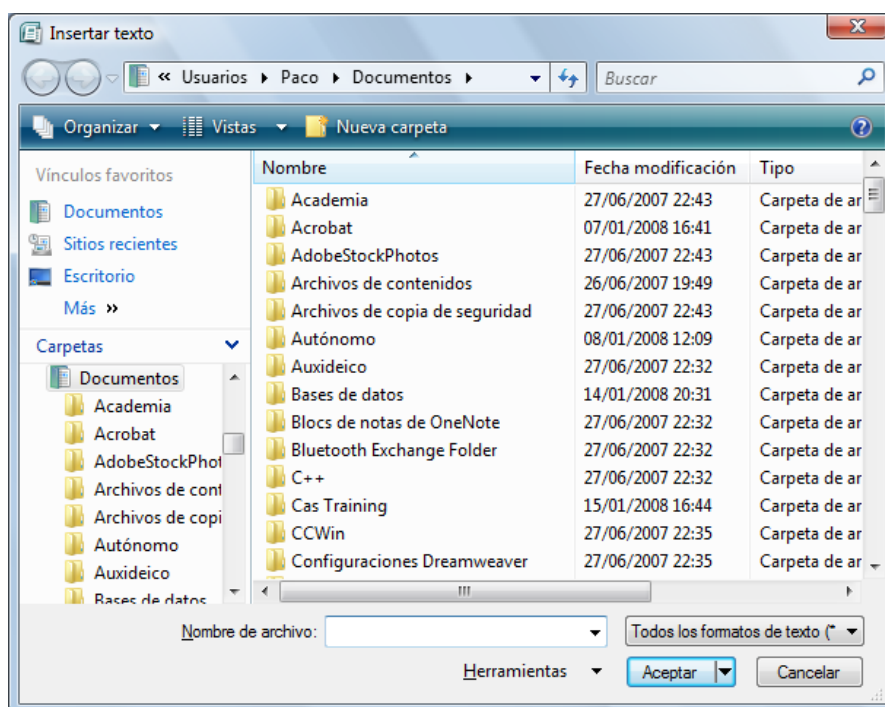 Insertar texto
« Usuarios Paco Documentos Buscar
Organizar Vistas Nueva carpeta
Vínculos favoritos
Documentos
Sitios recientes
Escritorio
Más »
Carpetas
Documentos
Academia
Acrobat
AdobeStockPhot
Archivos de cont
Archivos de copi
Autónomo
Auxideico
Bases de datos
Nombre Fecha modificación Tipo
Academia 27/06/2007 22:43 Carpeta de ar
Acrobat 07/01/2008 16:41 Carpeta de ar
AdobeStockPhotos 27/06/2007 22:43 Carpeta de ar
Archivos de contenidos 26/06/2007 19:49 Carpeta de ar
Archivos de copia de seguridad 27/06/2007 22:43 Carpeta de ar
Autónomo 08/01/2008 12:09 Carpeta de ar
Auxideico 27/06/2007 22:32 Carpeta de ar
Bases de datos 14/01/2008 20:31 Carpeta de ar
Blocs de notas de OneNote 27/06/2007 22:32 Carpeta de ar
Bluetooth Exchange Folder 27/06/2007 22:32 Carpeta de ar
C++ 27/06/2007 22:32 Carpeta de ar
Cas Training 15/01/2008 16:44 Carpeta de ar
CCWin 27/06/2007 22:35 Carpeta de ar
Configuraciones Dreamweaver 27/06/2007 22:35 Carpeta de ar
Nombre de archivo: Todos los formatos de texto (*
Herramientas Aceptar Cancelar